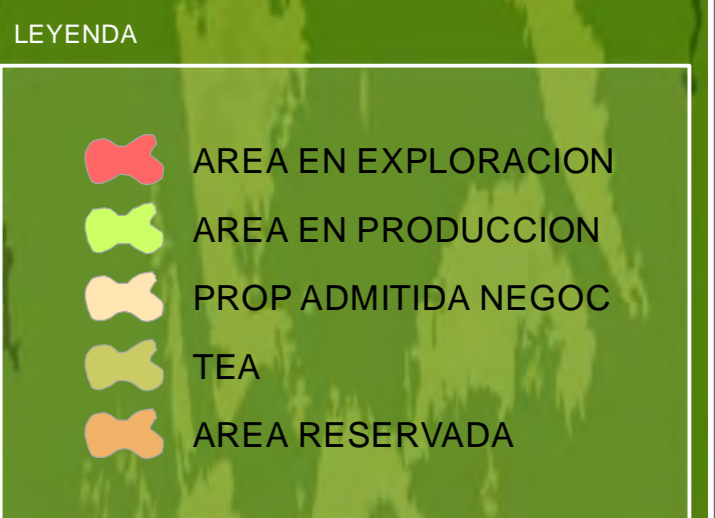 LEYENDA
AREA EN EXPLORACION
AREA EN PRODUCCION
PROP ADMITIDA NEGOC
TEA
AREA RESERVADA